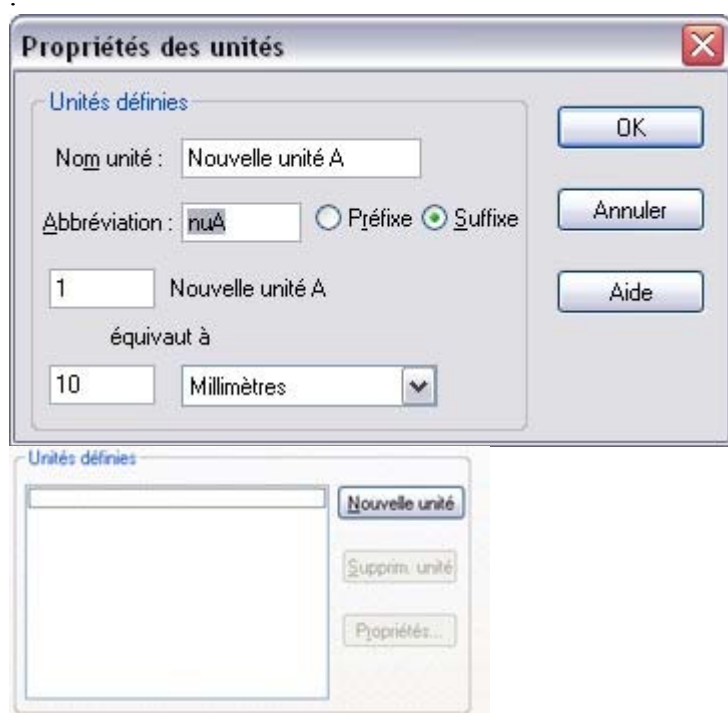 .
Propriétés des unités
Unités définies
Nom unité : Nouvelle unité A
Abbréviation : nuA Préfixe Suffixe
1 Nouvelle unité A
équivaut à
10 Millimètres
OK
Annuler
Aide
Unités définies
Nouvelle unité
Supprim. unité
Propriétés...